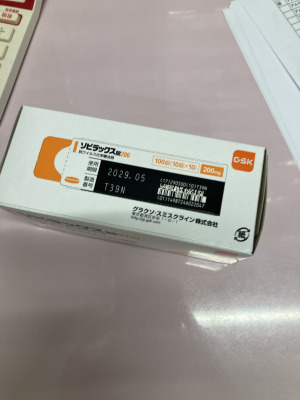 ゾビラックス錠200
抗ウイルス化学療法剤
100錠(10錠×10)
200mg
GSK
使用
期限
2029.05
製造
番号
T39N
グラクソ・スミスクライン株式会社
紙